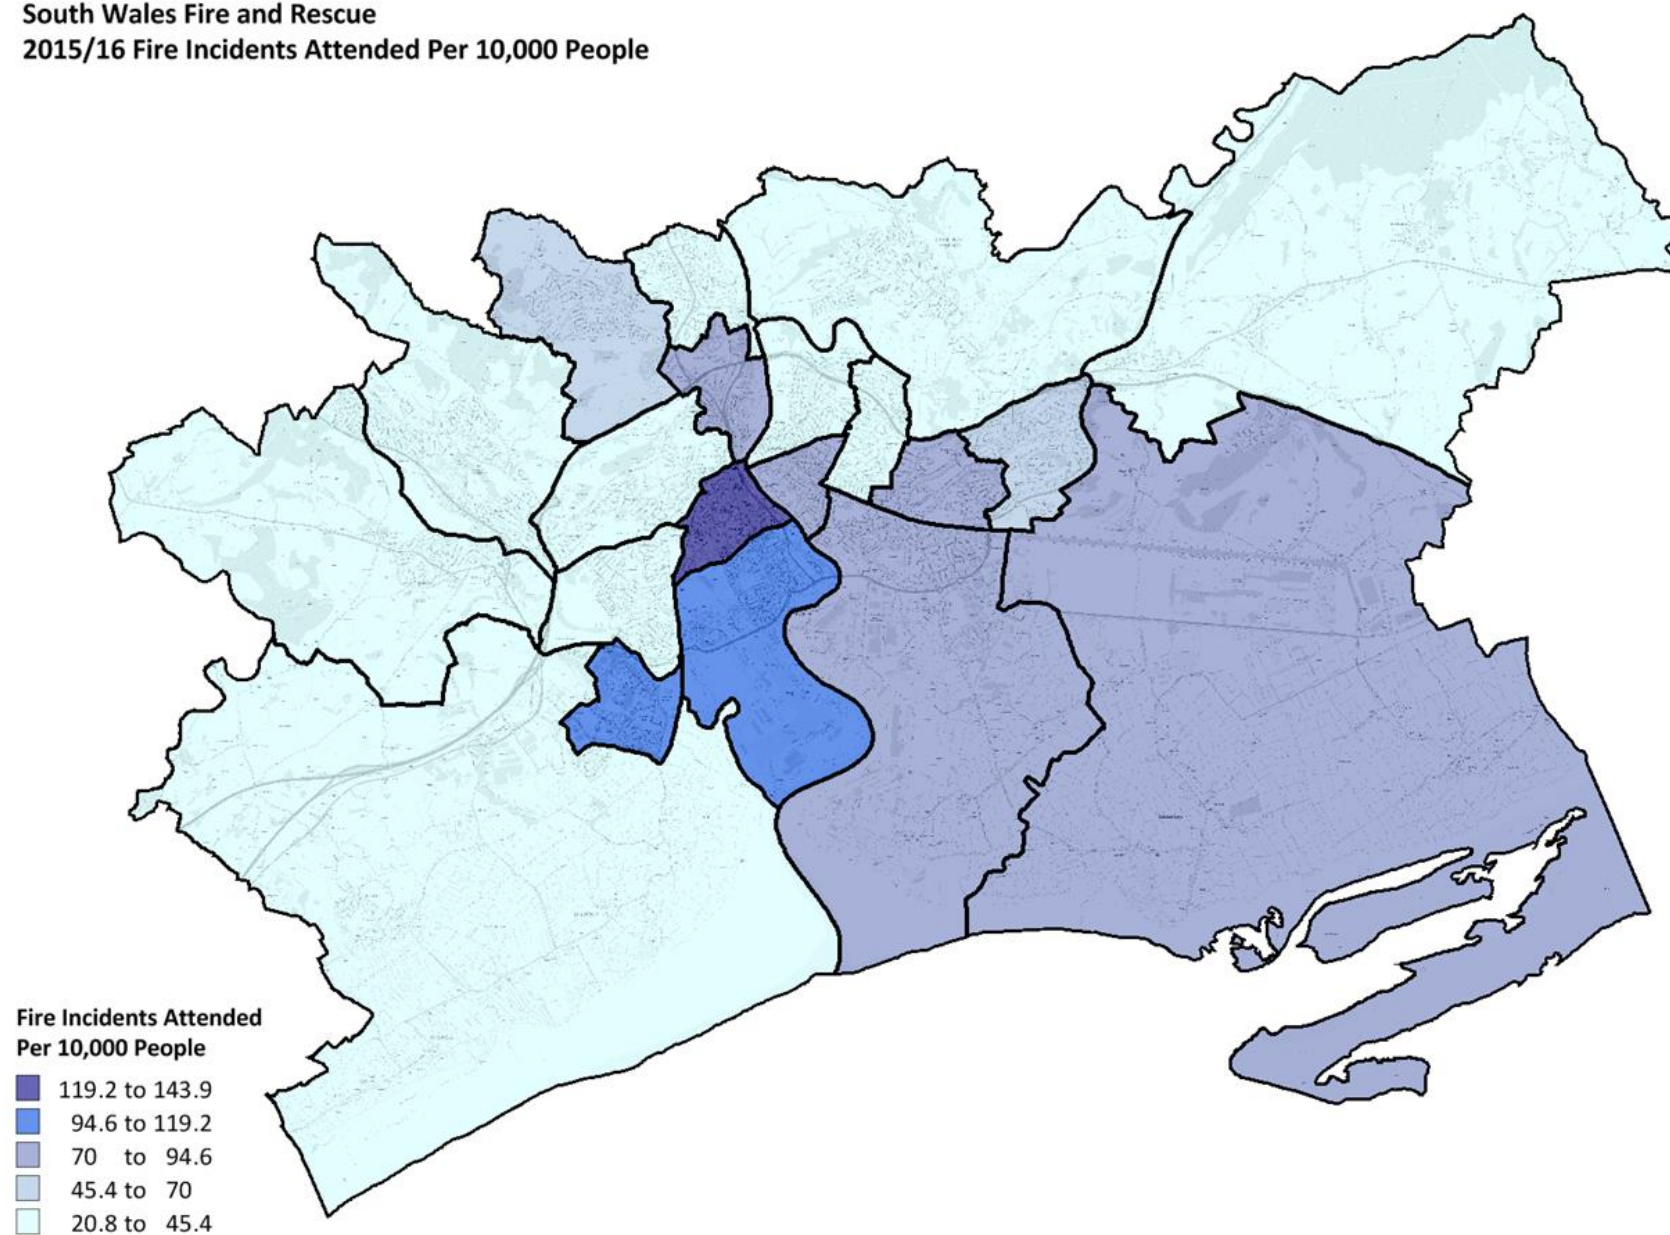 South Wales Fire and Rescue
2015/16 Fire Incidents Attended Per 10,000 People
Fire Incidents Attended
Per 10,000 People
119.2 to 143.9
94.6 to 119.2
70 to 94.6
45.4 to 70
20.8 to 45.4